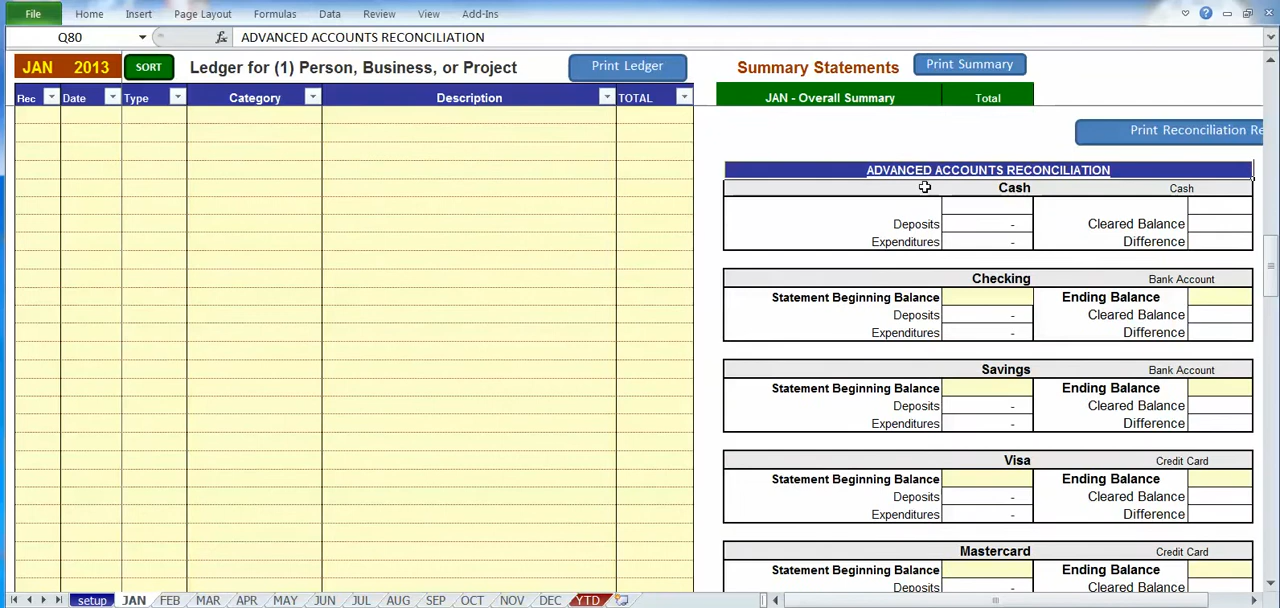 File Home Insert Page Layout Formulas Data Review View Add-Ins
Q80 fx ADVANCED ACCOUNTS RECONCILIATION
JAN 2013 SORT Ledger for (1) Person, Business, or Project Print Ledger Summary Statements Print Summary
Rec Date Type Category Description TOTAL JAN - Overall Summary Total
Print Reconciliation Re
ADVANCED ACCOUNTS RECONCILIATION
Cash Cash
Deposits - Cleared Balance
Expenditures - Difference
Checking Bank Account
Statement Beginning Balance Ending Balance
Deposits - Cleared Balance
Expenditures - Difference
Savings Bank Account
Statement Beginning Balance Ending Balance
Deposits - Cleared Balance
Expenditures - Difference
Visa Credit Card
Statement Beginning Balance Ending Balance
Deposits - Cleared Balance
Expenditures - Difference
Mastercard Credit Card
Statement Beginning Balance Ending Balance
Deposits - Cleared Balance
setup JAN FEB MAR APR MAY JUN JUL AUG SEP OCT NOV DEC YTD